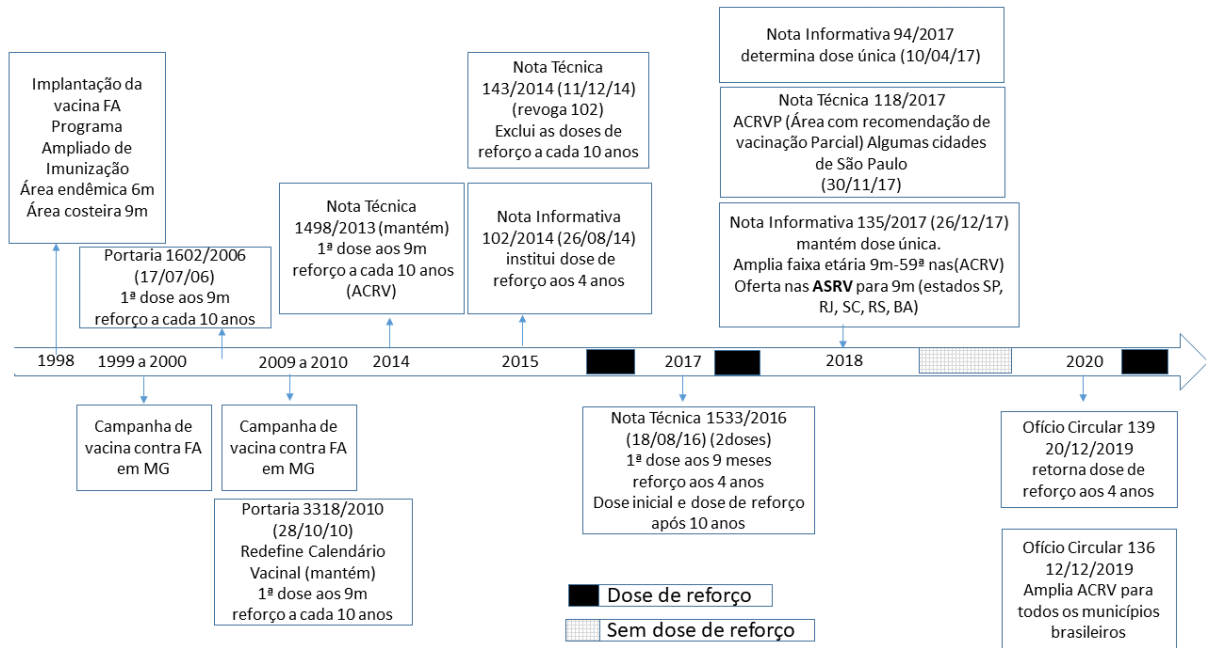 Implantação da
vacina FA
Programa
Ampliado de
Imunização
Área endêmica 6m
Área costeira 9m
Portaria 1602/2006
(17/07/06)
1ª dose aos 9m
reforço a cada 10 anos
Nota Técnica
1498/2013 (mantém)
1ª dose aos 9m
reforço a cada 10 anos
(ACRV)
Nota Técnica
143/2014 (11/12/14)
(revoga 102)
Exclui as doses de
reforço a cada 10 anos
Nota Informativa
102/2014 (26/08/14)
institui dose de
reforço aos 4 anos
Nota Informativa 94/2017
determina dose única (10/04/17)
Nota Técnica 118/2017
ACRVP (Área com recomendação de
vacinação Parcial) Algumas cidades
de São Paulo
(30/11/17)
Nota Informativa 135/2017 (26/12/17)
mantém dose única.
Amplia faixa etária 9m-59ª nas(ACRV)
Oferta nas ASRV para 9m (estados SP,
RJ, SC, RS, BA)
1998 1999 a 2000 2009 a 2010 2014 2015 2017 2018 2020
Campanha de
vacina contra FA
em MG
Campanha de
vacina contra FA
em MG
Portaria 3318/2010
(28/10/10)
Redefine Calendário
Vacinal (mantém)
1ª dose aos 9m
reforço a cada 10 anos
Nota Técnica 1533/2016
(18/08/16) (2doses)
1ª dose aos 9 meses
reforço aos 4 anos
Dose inicial e dose de reforço
após 10 anos
Ofício Circular 139
20/12/2019
retorna dose de
reforço aos 4 anos
Ofício Circular 136
12/12/2019
Amplia ACRV para
todos os municípios
brasileiros
Dose de reforço
Sem dose de reforço